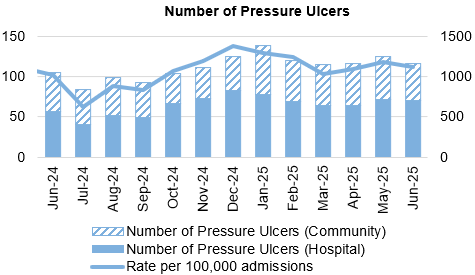 Number of Pressure Ulcers
150
1500
100
1000
50
500
0
0
Jun-24
Jul-24
Aug-24
Sep-24
Oct-24
Nov-24
Dec-24
Jan-25
Feb-25
Mar-25
Apr-25
May-25
Jun-25
Number of Pressure Ulcers (Community)
Number of Pressure Ulcers (Hospital)
Rate per 100,000 admissions